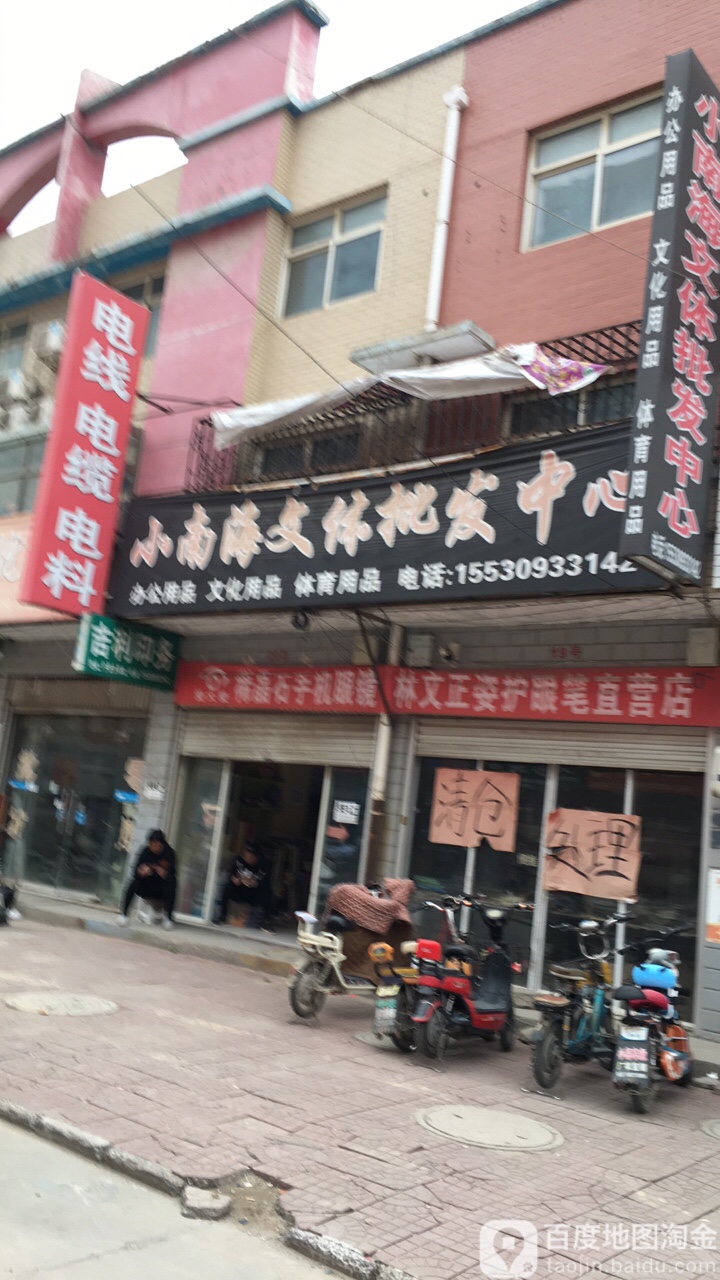 电线 电缆 电料
吉利印务
小南海文体批发中心
办公用品 文化用品 体育用品 电话:15530933142
小南海文体批发中心
办公用品 文化用品 体育用品
林文正姿护眼笔直营店
清仓
处理
百度地图淘金
taojin.baidu.com